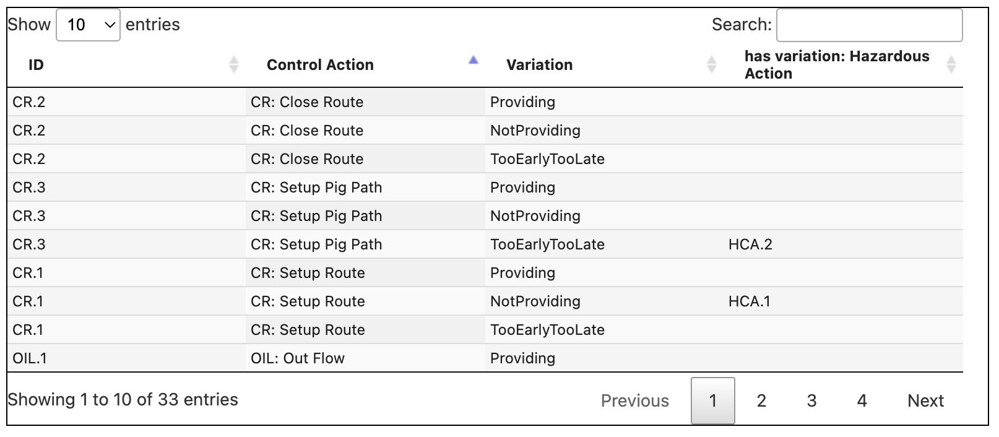 Show 10 entries Search:
ID Control Action Variation has variation: Hazardous Action
CR.2 CR: Close Route Providing
CR.2 CR: Close Route NotProviding
CR.2 CR: Close Route TooEarlyTooLate
CR.3 CR: Setup Pig Path Providing
CR.3 CR: Setup Pig Path NotProviding
CR.3 CR: Setup Pig Path TooEarlyTooLate HCA.2
CR.1 CR: Setup Route Providing
CR.1 CR: Setup Route NotProviding HCA.1
CR.1 CR: Setup Route TooEarlyTooLate
OIL.1 OIL: Out Flow Providing
Showing 1 to 10 of 33 entries Previous 1 2 3 4 Next